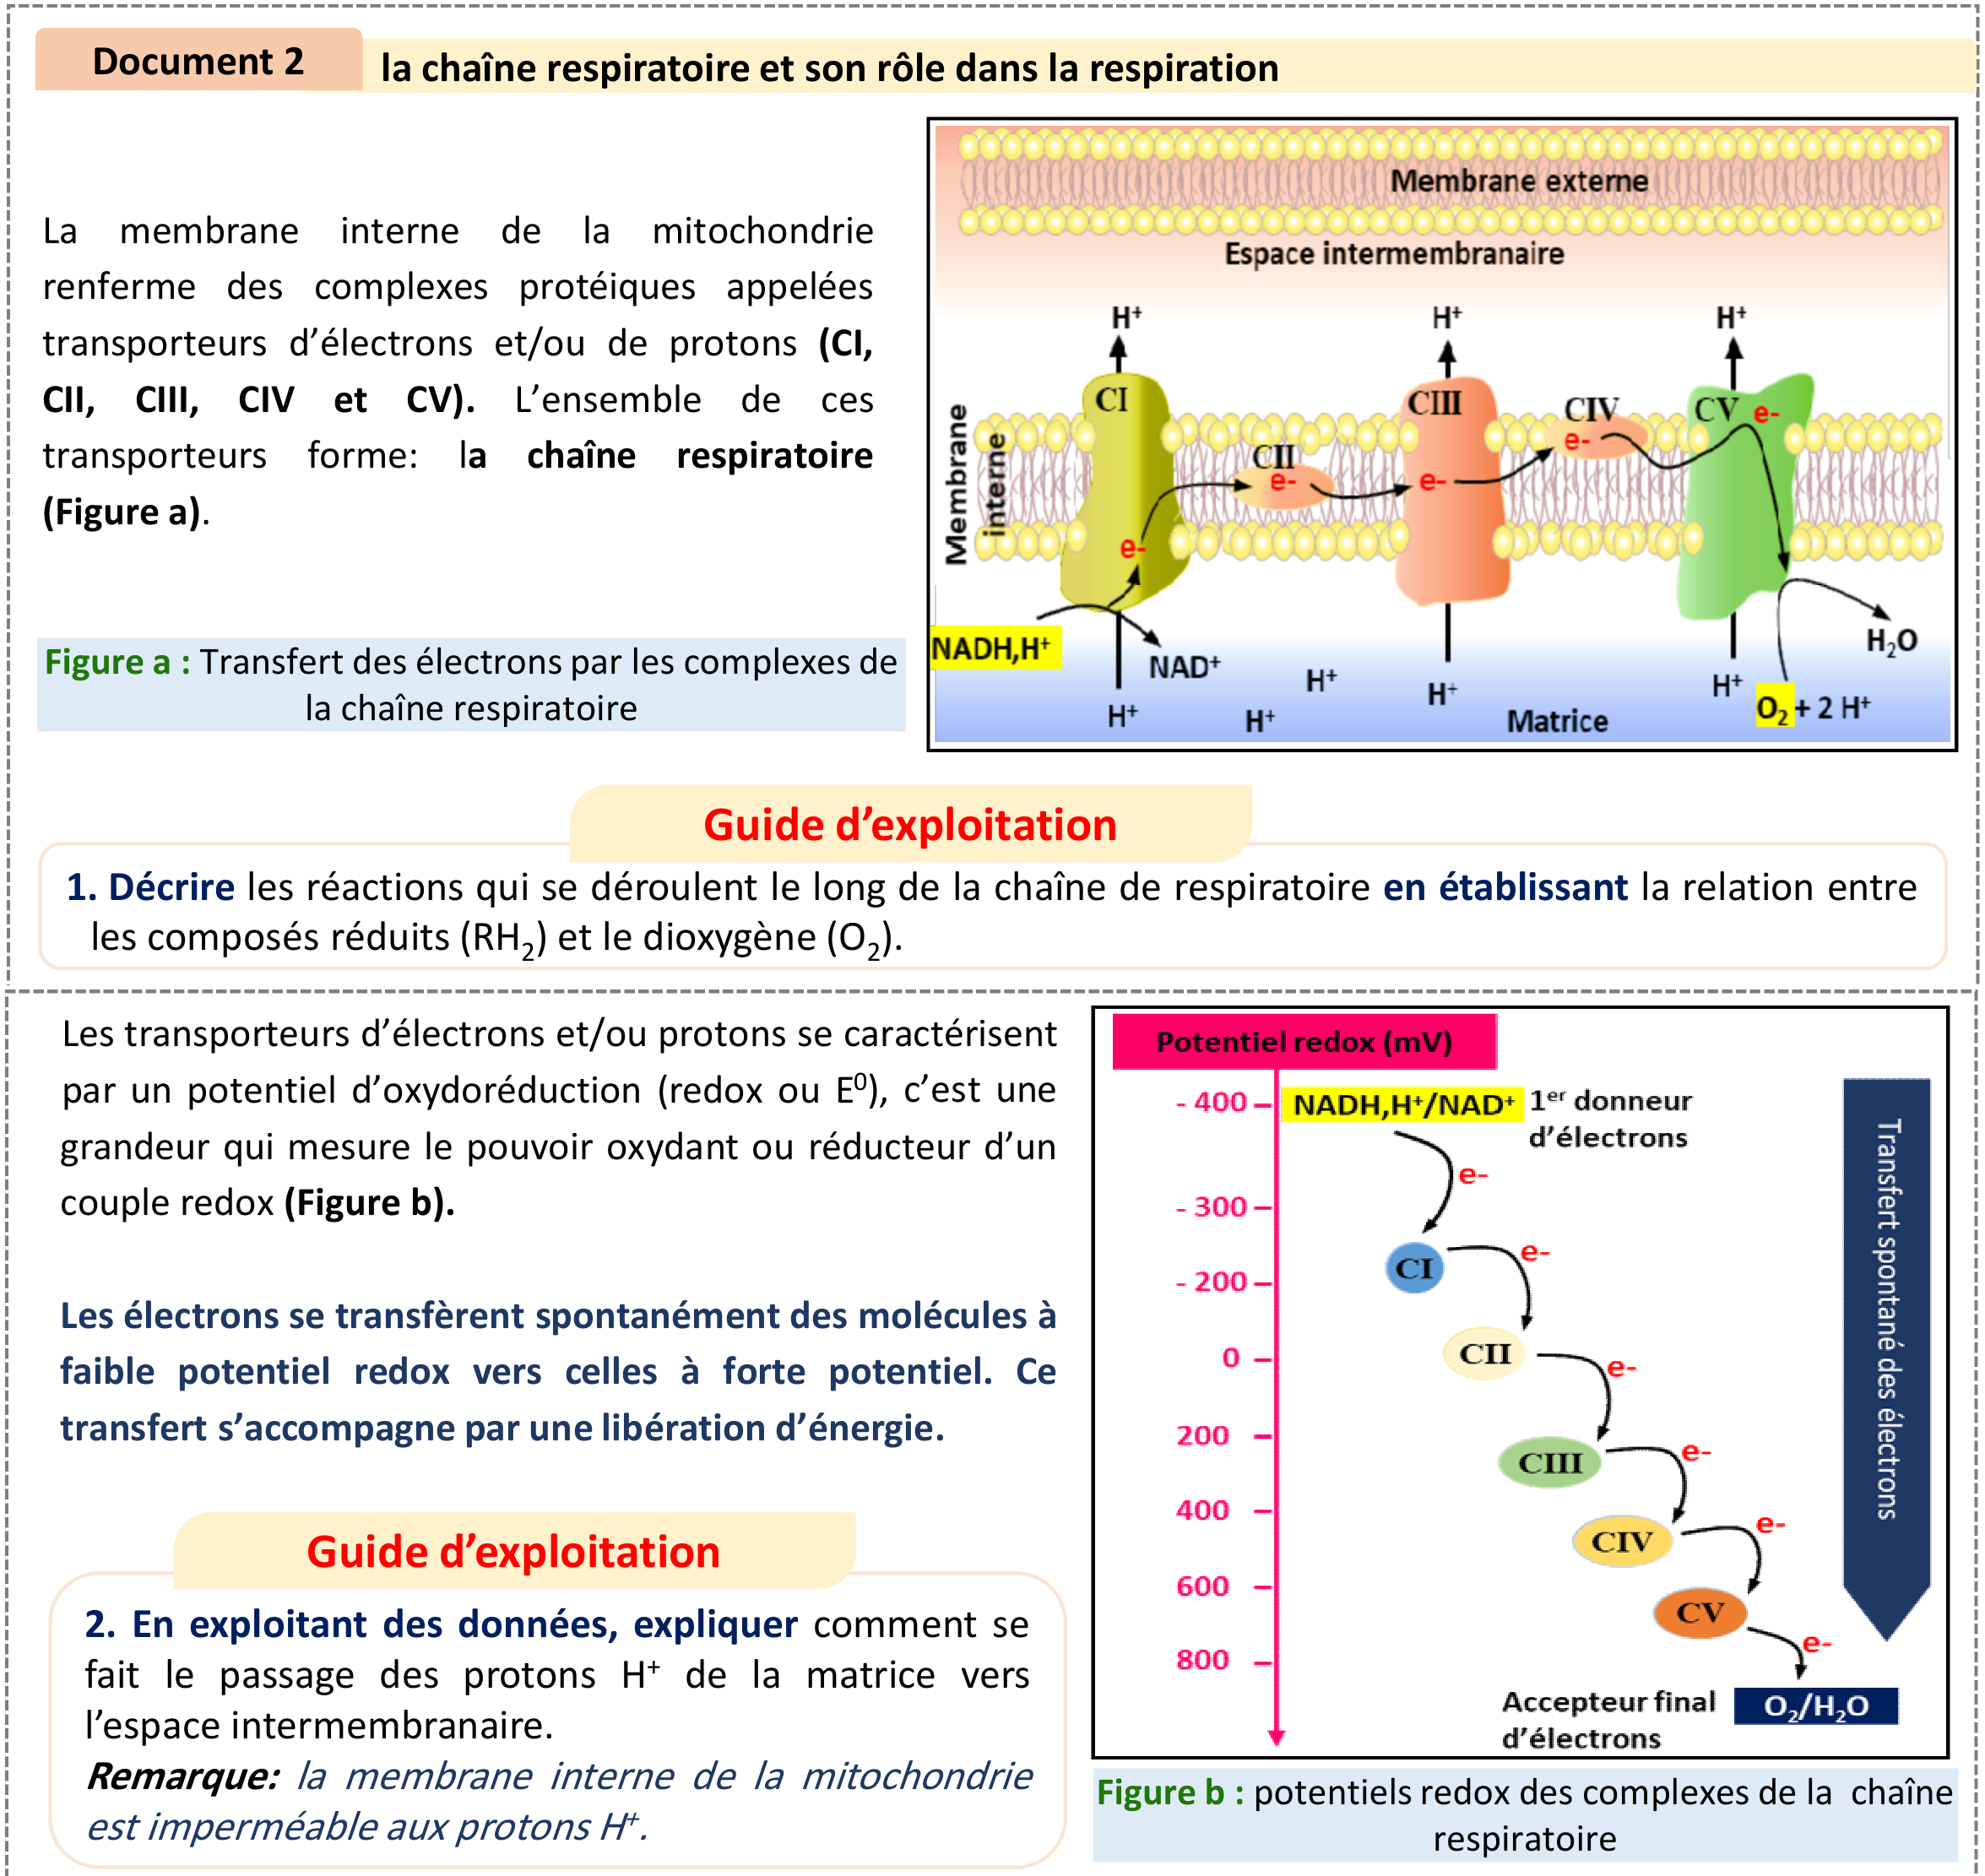 Document 2
la chaîne respiratoire et son rôle dans la respiration
La membrane interne de la mitochondrie
renferme des complexes protéiques appelées
transporteurs d'électrons et/ou de protons (CI,
CII, CIII, CIV et CV). L'ensemble de ces
transporteurs forme: la chaîne respiratoire
(Figure a).
Figure a : Transfert des électrons par les complexes de
la chaîne respiratoire
Membrane externe
Espace intermembranaire
H⁺
H⁺
H⁺
CI
CIII
CIV
CV
e-
e-
CII
e-
e-
e-
Membrane
interne
NADH,H⁺
NAD⁺
H⁺
H⁺
H⁺
H⁺
H⁺
Matrice
O₂ + 2 H⁺
H₂O
Guide d'exploitation
1. Décrire les réactions qui se déroulent le long de la chaîne de respiratoire en établissant la relation entre
les composés réduits (RH₂) et le dioxygène (O₂).
Les transporteurs d'électrons et/ou protons se caractérisent
par un potentiel d'oxydoréduction (redox ou E⁰), c'est une
grandeur qui mesure le pouvoir oxydant ou réducteur d'un
couple redox (Figure b).
Les électrons se transfèrent spontanément des molécules à
faible potentiel redox vers celles à forte potentiel. Ce
transfert s'accompagne par une libération d'énergie.
Guide d'exploitation
2. En exploitant des données, expliquer comment se
fait le passage des protons H⁺ de la matrice vers
l'espace intermembranaire.
Remarque: la membrane interne de la mitochondrie
est imperméable aux protons H⁺.
Potentiel redox (mV)
- 400
NADH,H⁺/NAD⁺
1er donneur
d'électrons
e-
- 300
CI
e-
- 200
0
CII
e-
200
CIII
e-
400
CIV
e-
600
CV
e-
800
Accepteur final
d'électrons
O₂/H₂O
Transfert spontané des électrons
Figure b : potentiels redox des complexes de la chaîne
respiratoire